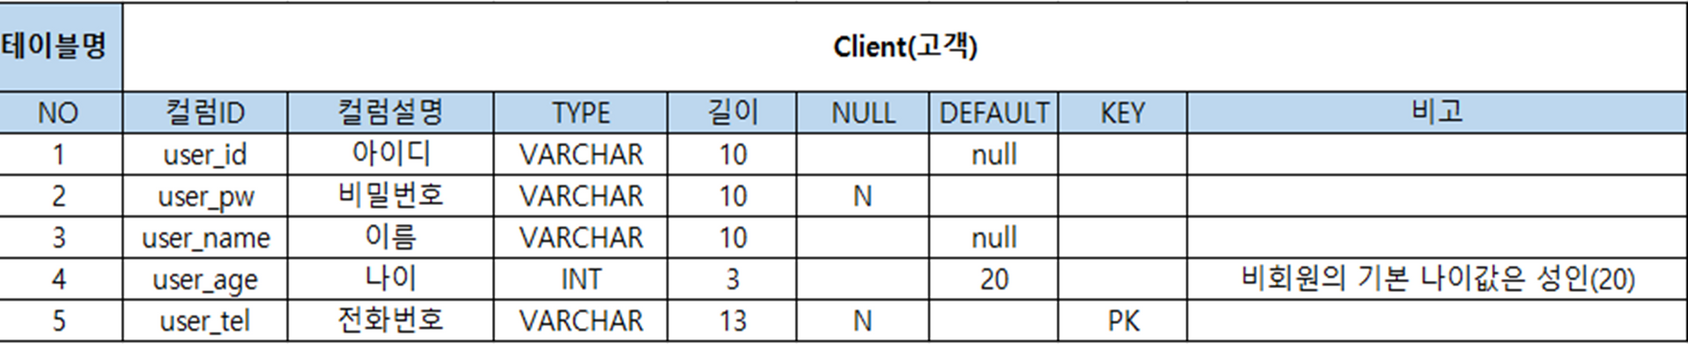 테이블명 Client(고객)
NO 컬럼ID 컬럼설명 TYPE 길이 NULL DEFAULT KEY 비고
1 user_id 아이디 VARCHAR 10 null
2 user_pw 비밀번호 VARCHAR 10 N
3 user_name 이름 VARCHAR 10 null
4 user_age 나이 INT 3 20 비회원의 기본 나이값은 성인(20)
5 user_tel 전화번호 VARCHAR 13 N PK